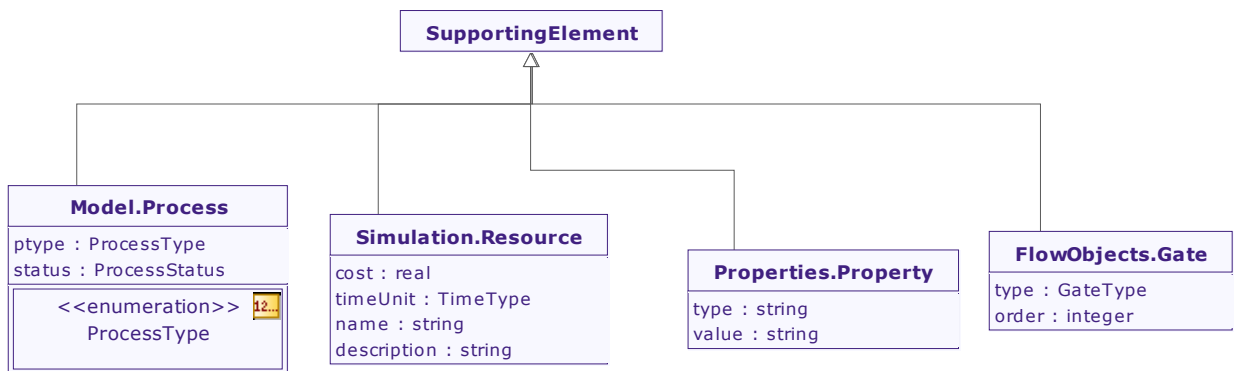 SupportingElement
Model.Process
ptype : ProcessType
status : ProcessStatus
<<enumeration>>
12...
ProcessType
Simulation.Resource
cost : real
timeUnit : TimeType
name : string
description : string
Properties.Property
type : string
value : string
FlowObjects.Gate
type : GateType
order : integer